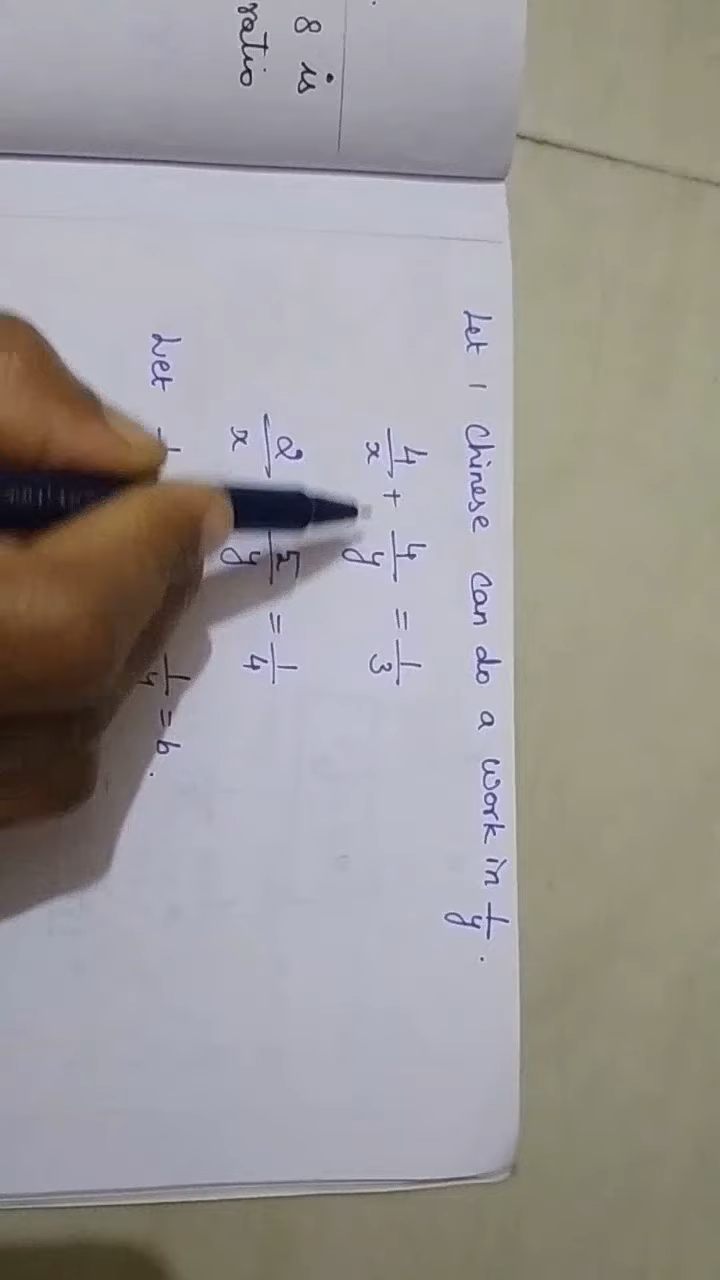 8 is
ratio
Let 1 Chinese can do a work in 1/y.
4/x + 4/y = 1/3
2/x 5/y = 1/4
Let 1/y = b.